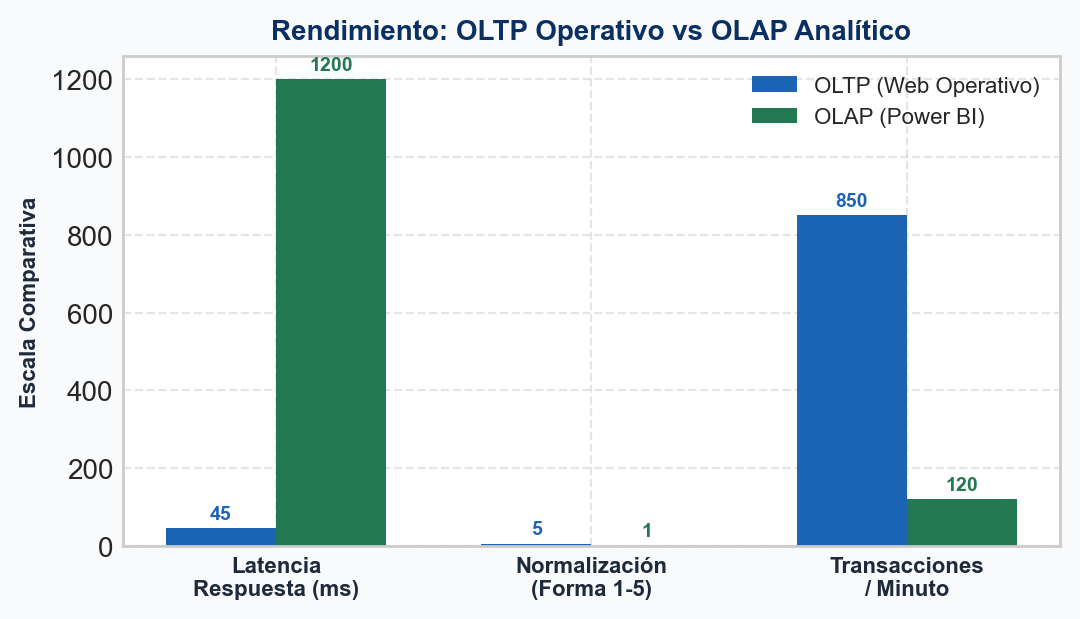 Rendimiento: OLTP Operativo vs OLAP Analítico
OLTP (Web Operativo)
OLAP (Power BI)
Escala Comparativa
1200
1000
800
600
400
200
0
45
1200
5
1
850
120
Latencia
Respuesta (ms)
Normalización
(Forma 1-5)
Transacciones
/ Minuto